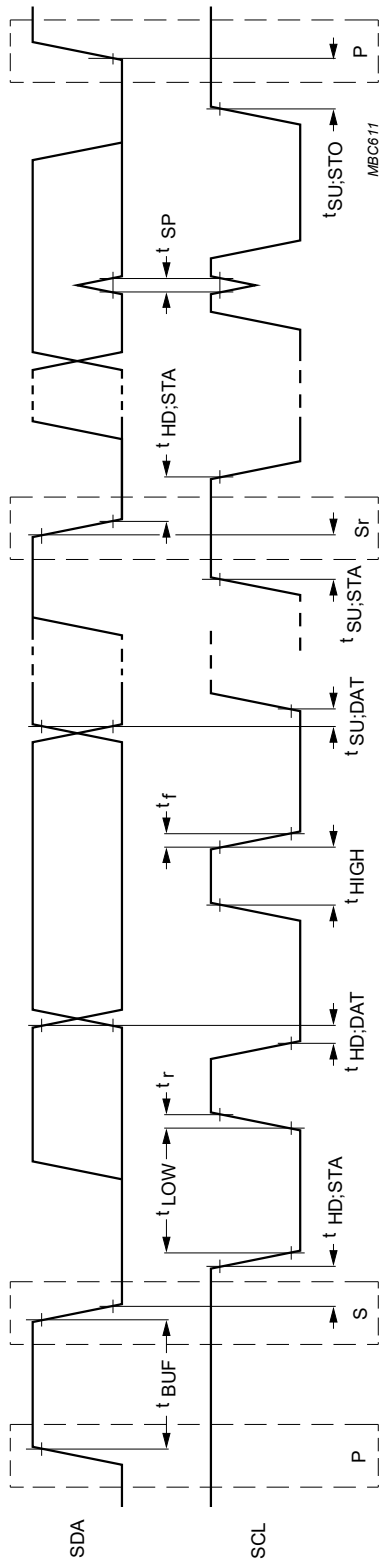 SDA
SCL
t BUF
t LOW
t r
t f
t HD;STA
t SP
P
S
t HD;STA
t HD;DAT
t HIGH
t SU;DAT
t SU;STA
Sr
t SU;STO
P
MBC611